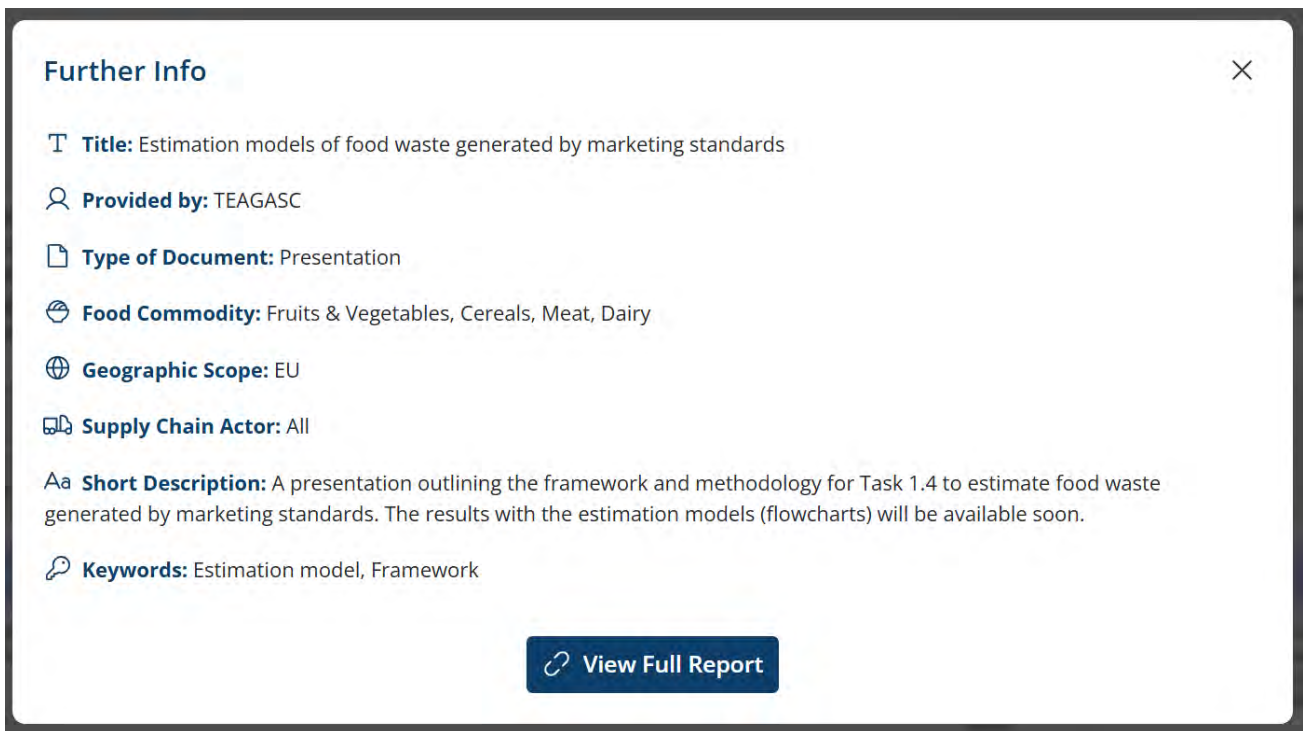 Further Info
Title: Estimation models of food waste generated by marketing standards
Provided by: TEAGASC
Type of Document: Presentation
Food Commodity: Fruits & Vegetables, Cereals, Meat, Dairy
Geographic Scope: EU
Supply Chain Actor: All
Aa Short Description: A presentation outlining the framework and methodology for Task 1.4 to estimate food waste
generated by marketing standards. The results with the estimation models (flowcharts) will be available soon.
Keywords: Estimation model, Framework
View Full Report